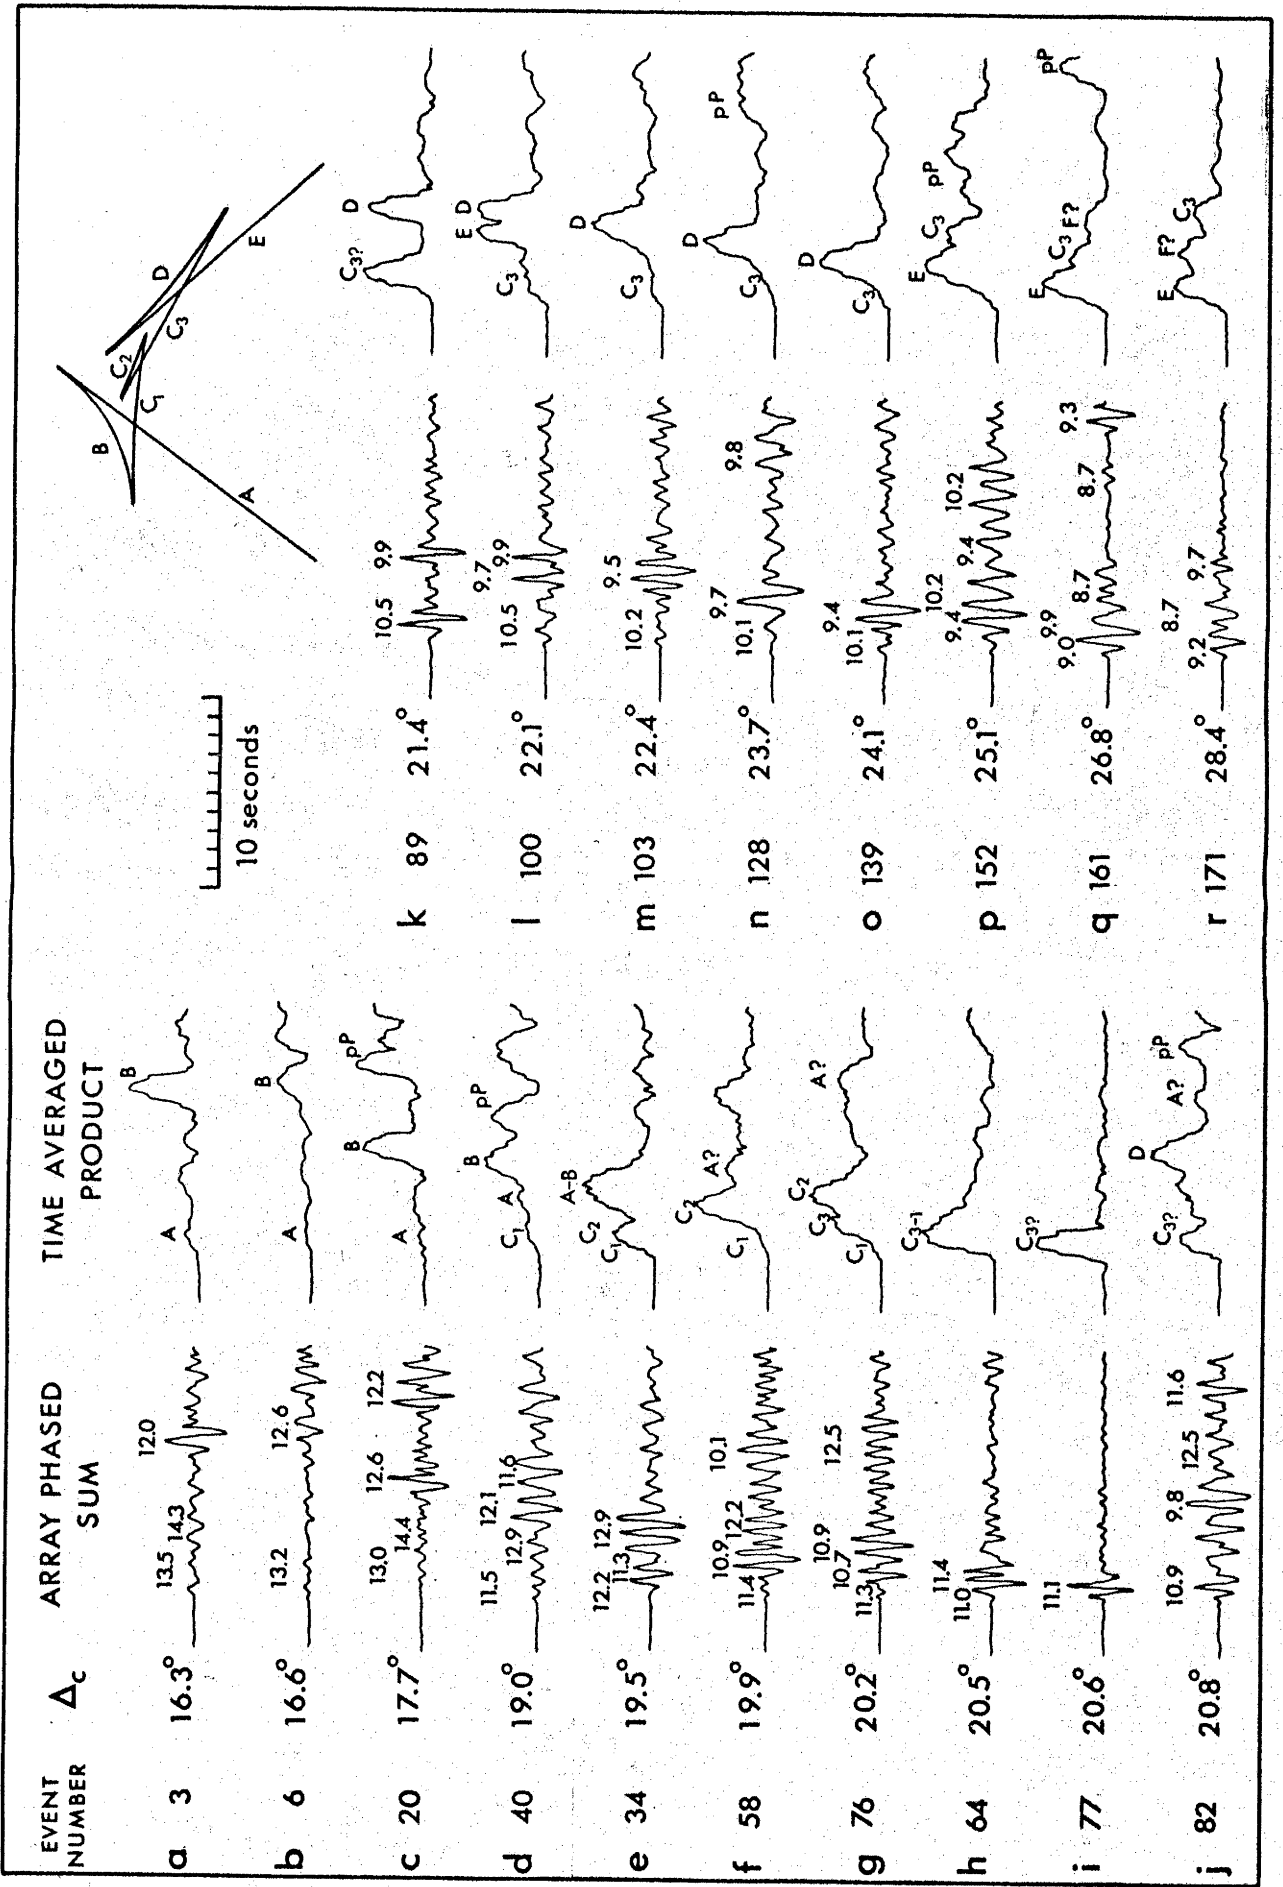 EVENT NUMBER Δc ARRAY PHASED SUM TIME AVERAGED PRODUCT
a 3 16.3° 13.5 14.3 12.0 A B
b 6 16.6° 13.2 12.6 A B
c 20 17.7° 13.0 14.4 12.6 12.2 A B pP
d 40 19.0° 11.5 12.9 12.1 11.6 C1 A B pP
e 34 19.5° 12.2 11.3 12.9 C1 C2 A-B
f 58 19.9° 11.4 10.9 12.2 10.1 C1 C2 A?
g 76 20.2° 11.3 10.7 10.9 12.5 C1 C3 C2 A?
h 64 20.5° 11.0 11.4 C3-1
i 77 20.6° 11.1 C3?
j 82 20.8° 10.9 9.8 12.5 11.6 C3? D A? pP
10 seconds
A B C1 C2 C3 D E
k 89 21.4° 10.5 9.9 C3? D
l 100 22.1° 10.5 9.7 9.9 C3 E D
m 103 22.4° 10.2 9.5 C3 D
n 128 23.7° 10.1 9.7 9.8 C3 D pP
o 139 24.1° 10.1 9.4 C3 D
p 152 25.1° 9.4 10.2 9.4 10.2 E C3 pP
q 161 26.8° 9.0 9.9 8.7 8.7 9.3 E C3 F? pP
r 171 28.4° 9.2 8.7 9.7 E F? C3